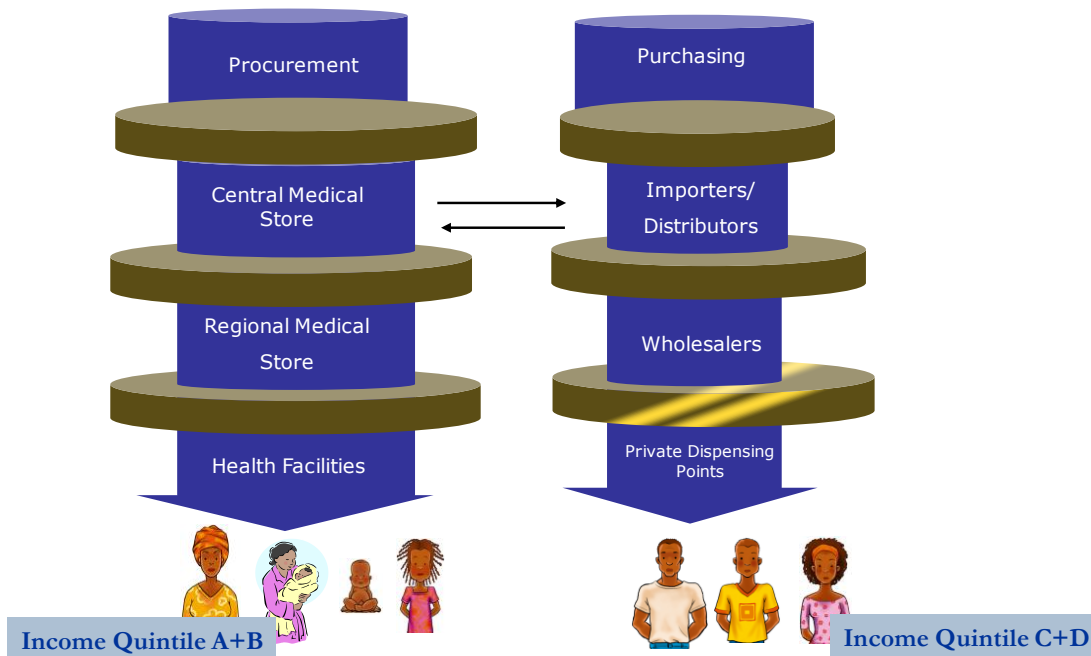 Procurement
Central Medical
Store
Regional Medical
Store
Health Facilities
Income Quintile A+B
Purchasing
Importers/
Distributors
Wholesalers
Private Dispensing
Points
Income Quintile C+D